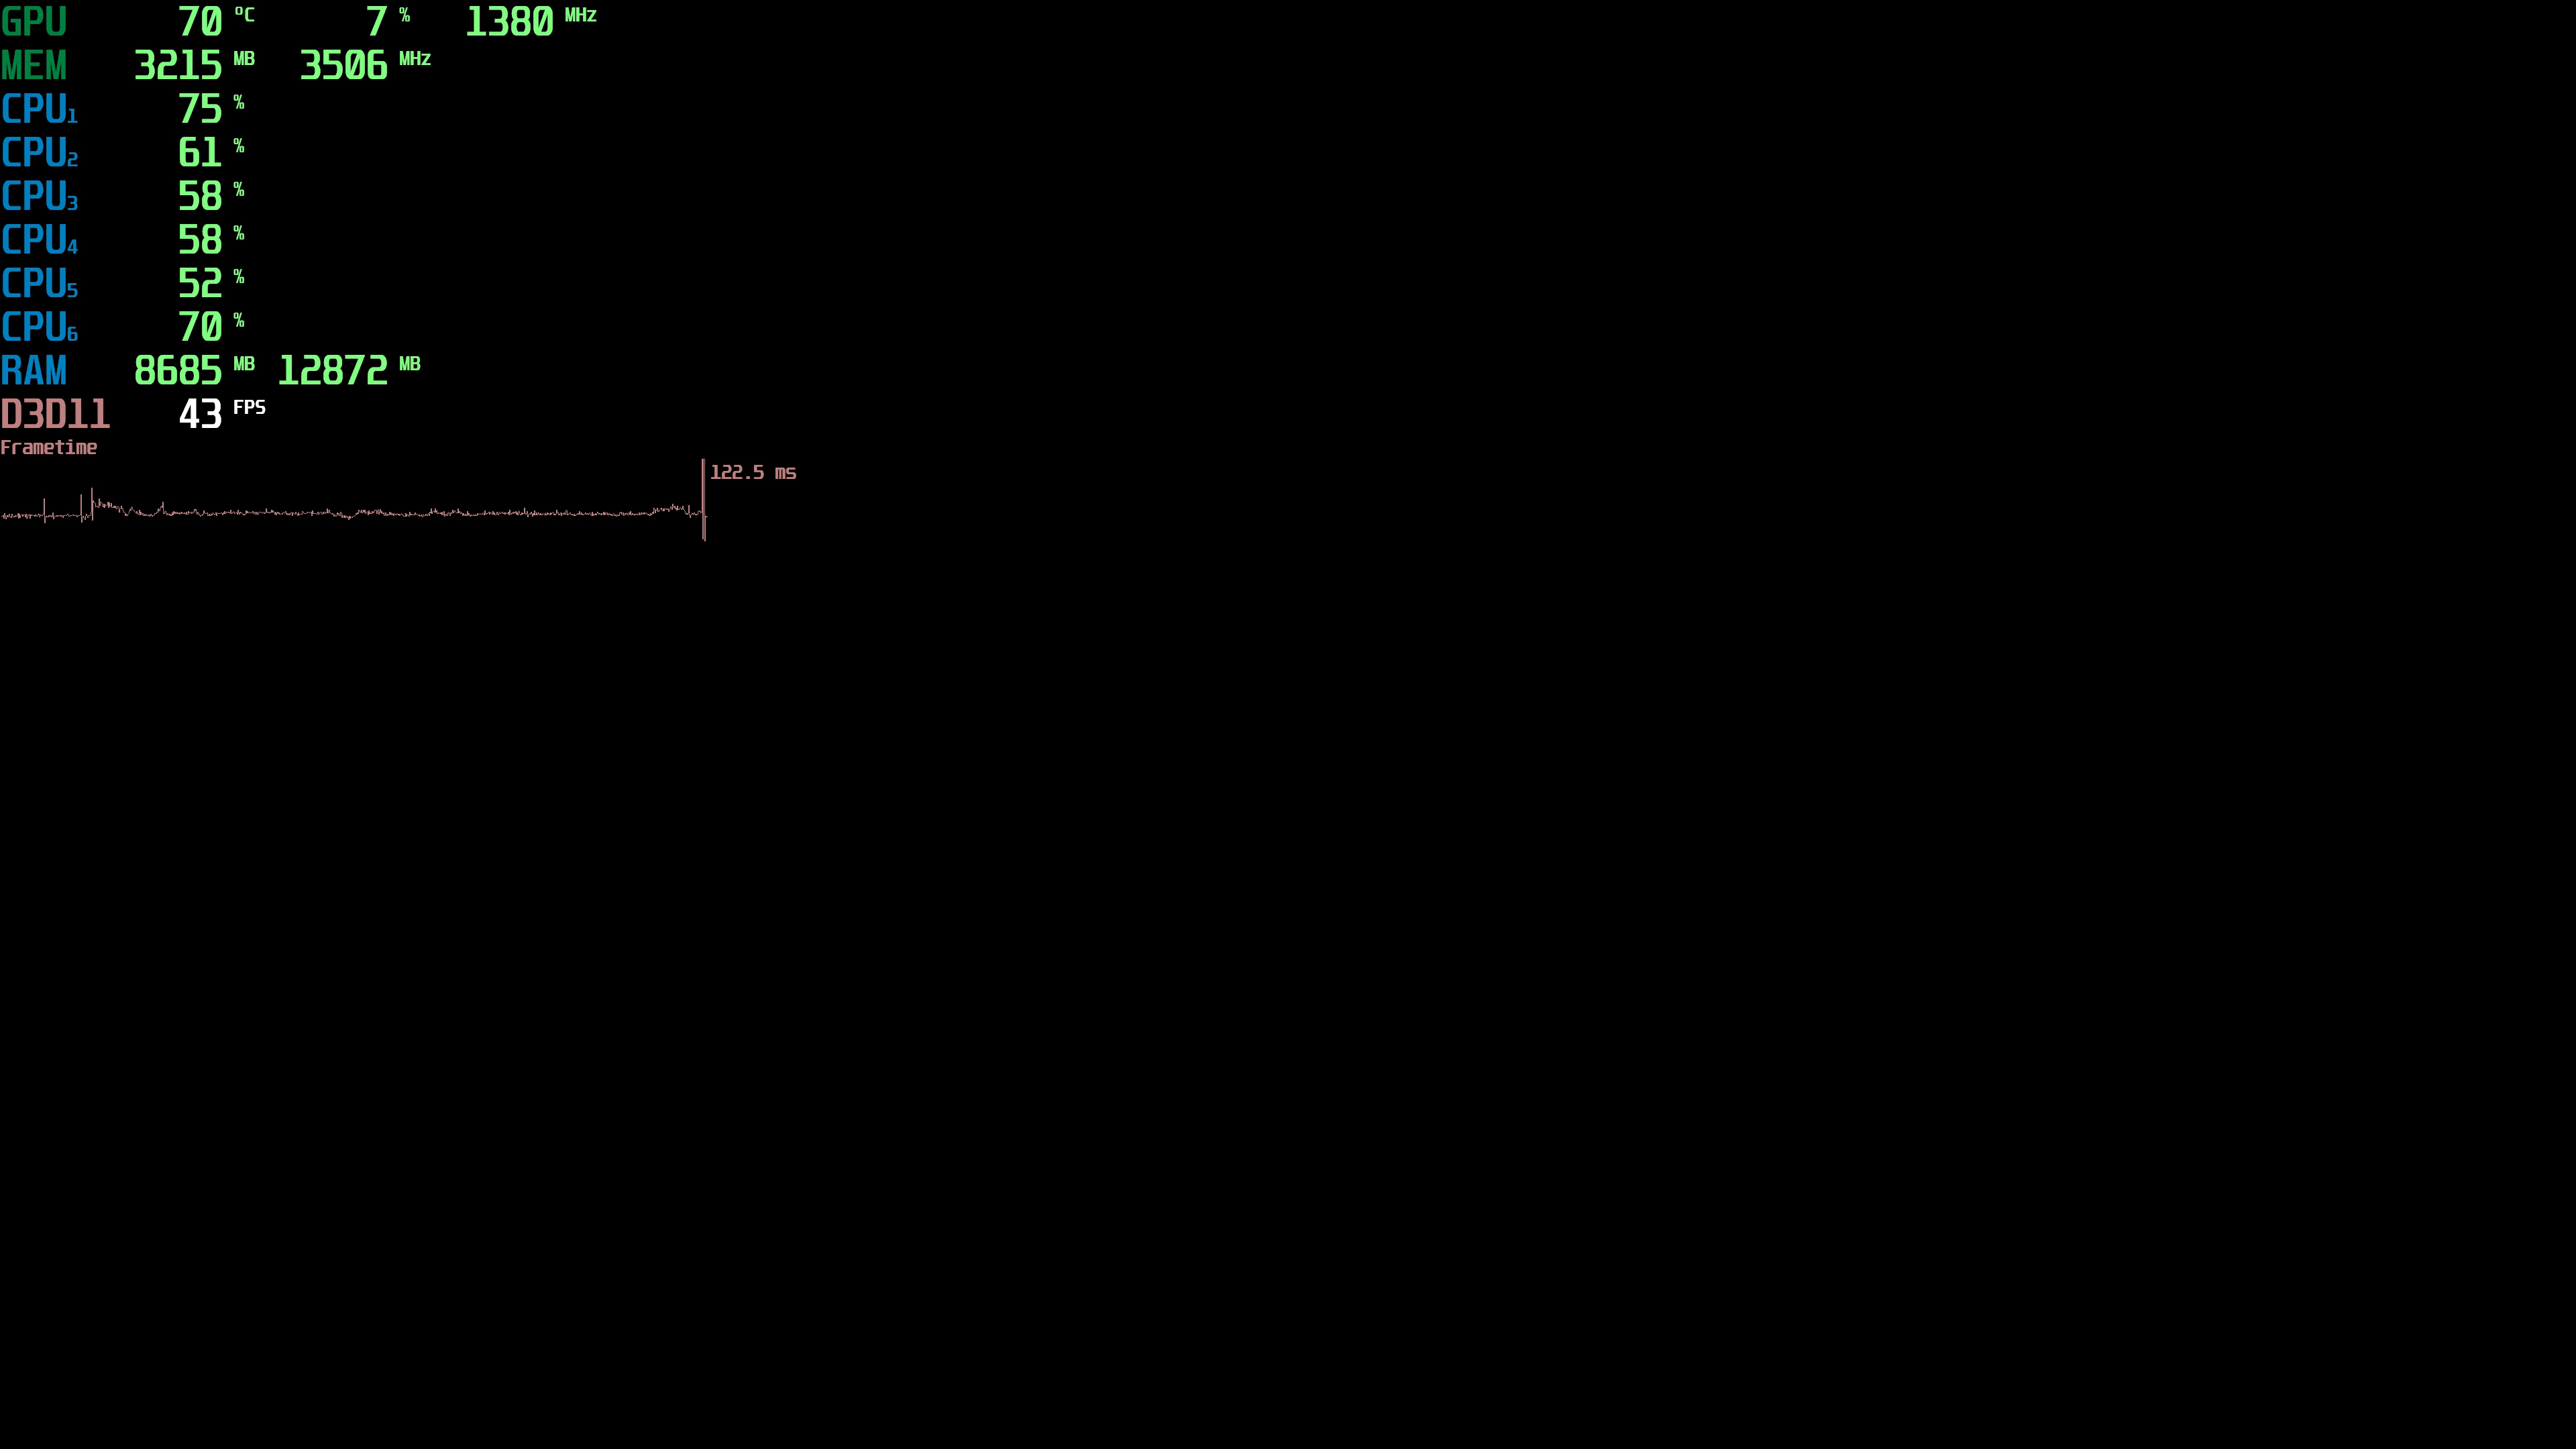 GPU 70 °C 7 % 1380 MHz
MEM 3215 MB 3506 MHz
CPU1 75 %
CPU2 61 %
CPU3 58 %
CPU4 58 %
CPU5 52 %
CPU6 70 %
RAM 8685 MB 12872 MB
D3D11 43 FPS
Frametime
122.5 ms